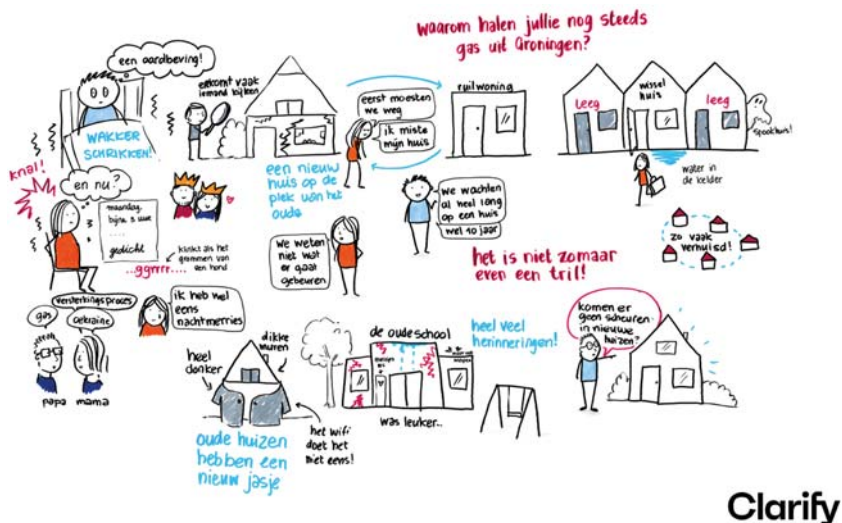 waarom halen jullie nog steeds
gas uit Groningen?
een aardbeving!
WAKKER
SCHRIKKEN!
er komt vaak
iemand kijken
een nieuw
huis op de
plek van het
oude
eerst moesten
we weg
ik miste
mijn huis
ruilwoning
leeg
wissel
huis
leeg
spookhuis!
water in
de kelder
knal!
en nu?
maandag,
bijna 3 uur
.....
gedicht
...ggnrrr....
klinkt als het
grommen van
een hond
we weten
niet wat
er gaat
gebeuren
we wachten
al heel lang
op een huis
wel 10 jaar
het is niet zomaar
even een tril!
zo vaak
verhuisd!
versterkingsproces
gas
oekraïne
papa
mama
ik heb wel
eens
nachtmerries
heel
donker
dikke
muren
oude huizen
hebben een
nieuw jasje
het wifi
doet het
niet eens!
de oude school
was leuker..
heel veel
herinneringen!
komen er
geen scheuren
in nieuwe
huizen?
Clarify